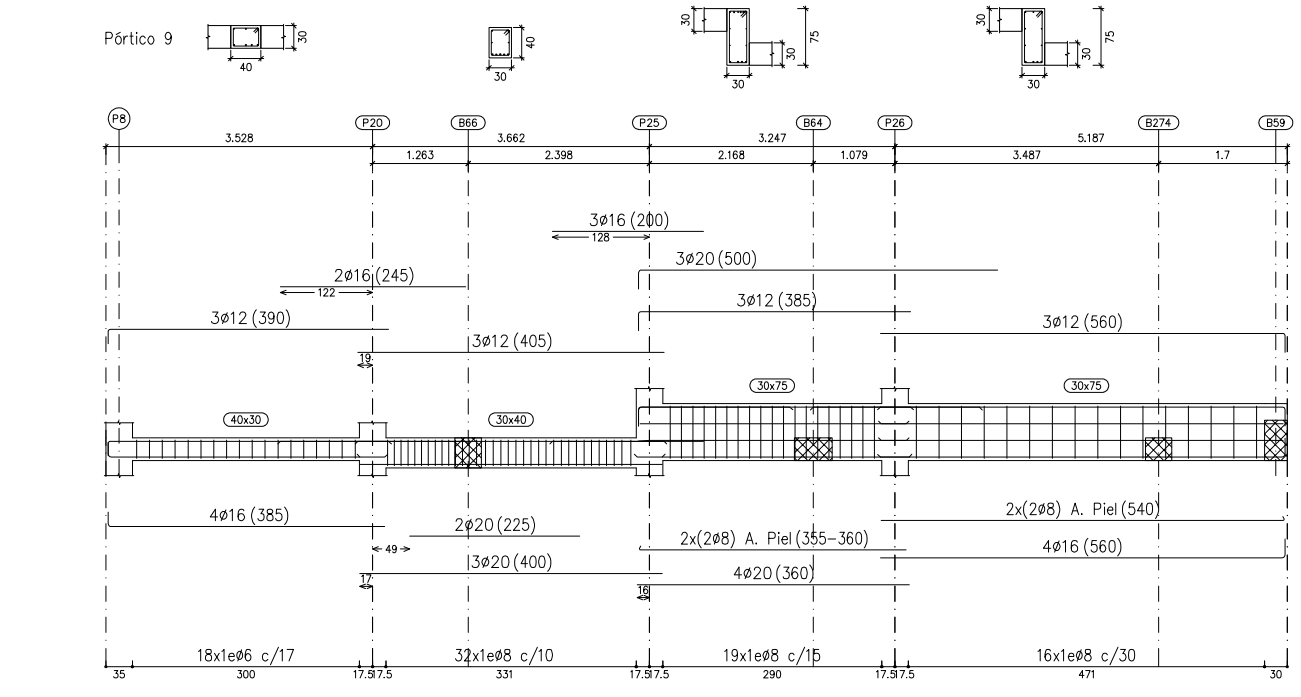 30
30
75
30
30
75
Pórtico 9
30
40
40
30
30
30
P8
P20
B66
P25
B64
P26
B274
B59
3.528
3.662
3.247
5.187
1.263
2.398
2.168
1.079
3.487
1.7
3ø16 (200)
128
3ø20 (500)
2ø16 (245)
122
3ø12 (385)
3ø12 (390)
3ø12 (560)
3ø12 (405)
19
30x75
30x75
40x30
30x40
2x(2ø8) A. Piel (540)
4ø16 (385)
2ø20 (225)
2x(2ø8) A. Piel (355-360)
49
4ø16 (560)
3ø20 (400)
4ø20 (360)
17
16
18x1eø6 c/17
32x1eø8 c/10
19x1eø8 c/15
16x1eø8 c/30
35
300
17.5
17.5
331
17.5
17.5
290
17.5
17.5
471
30